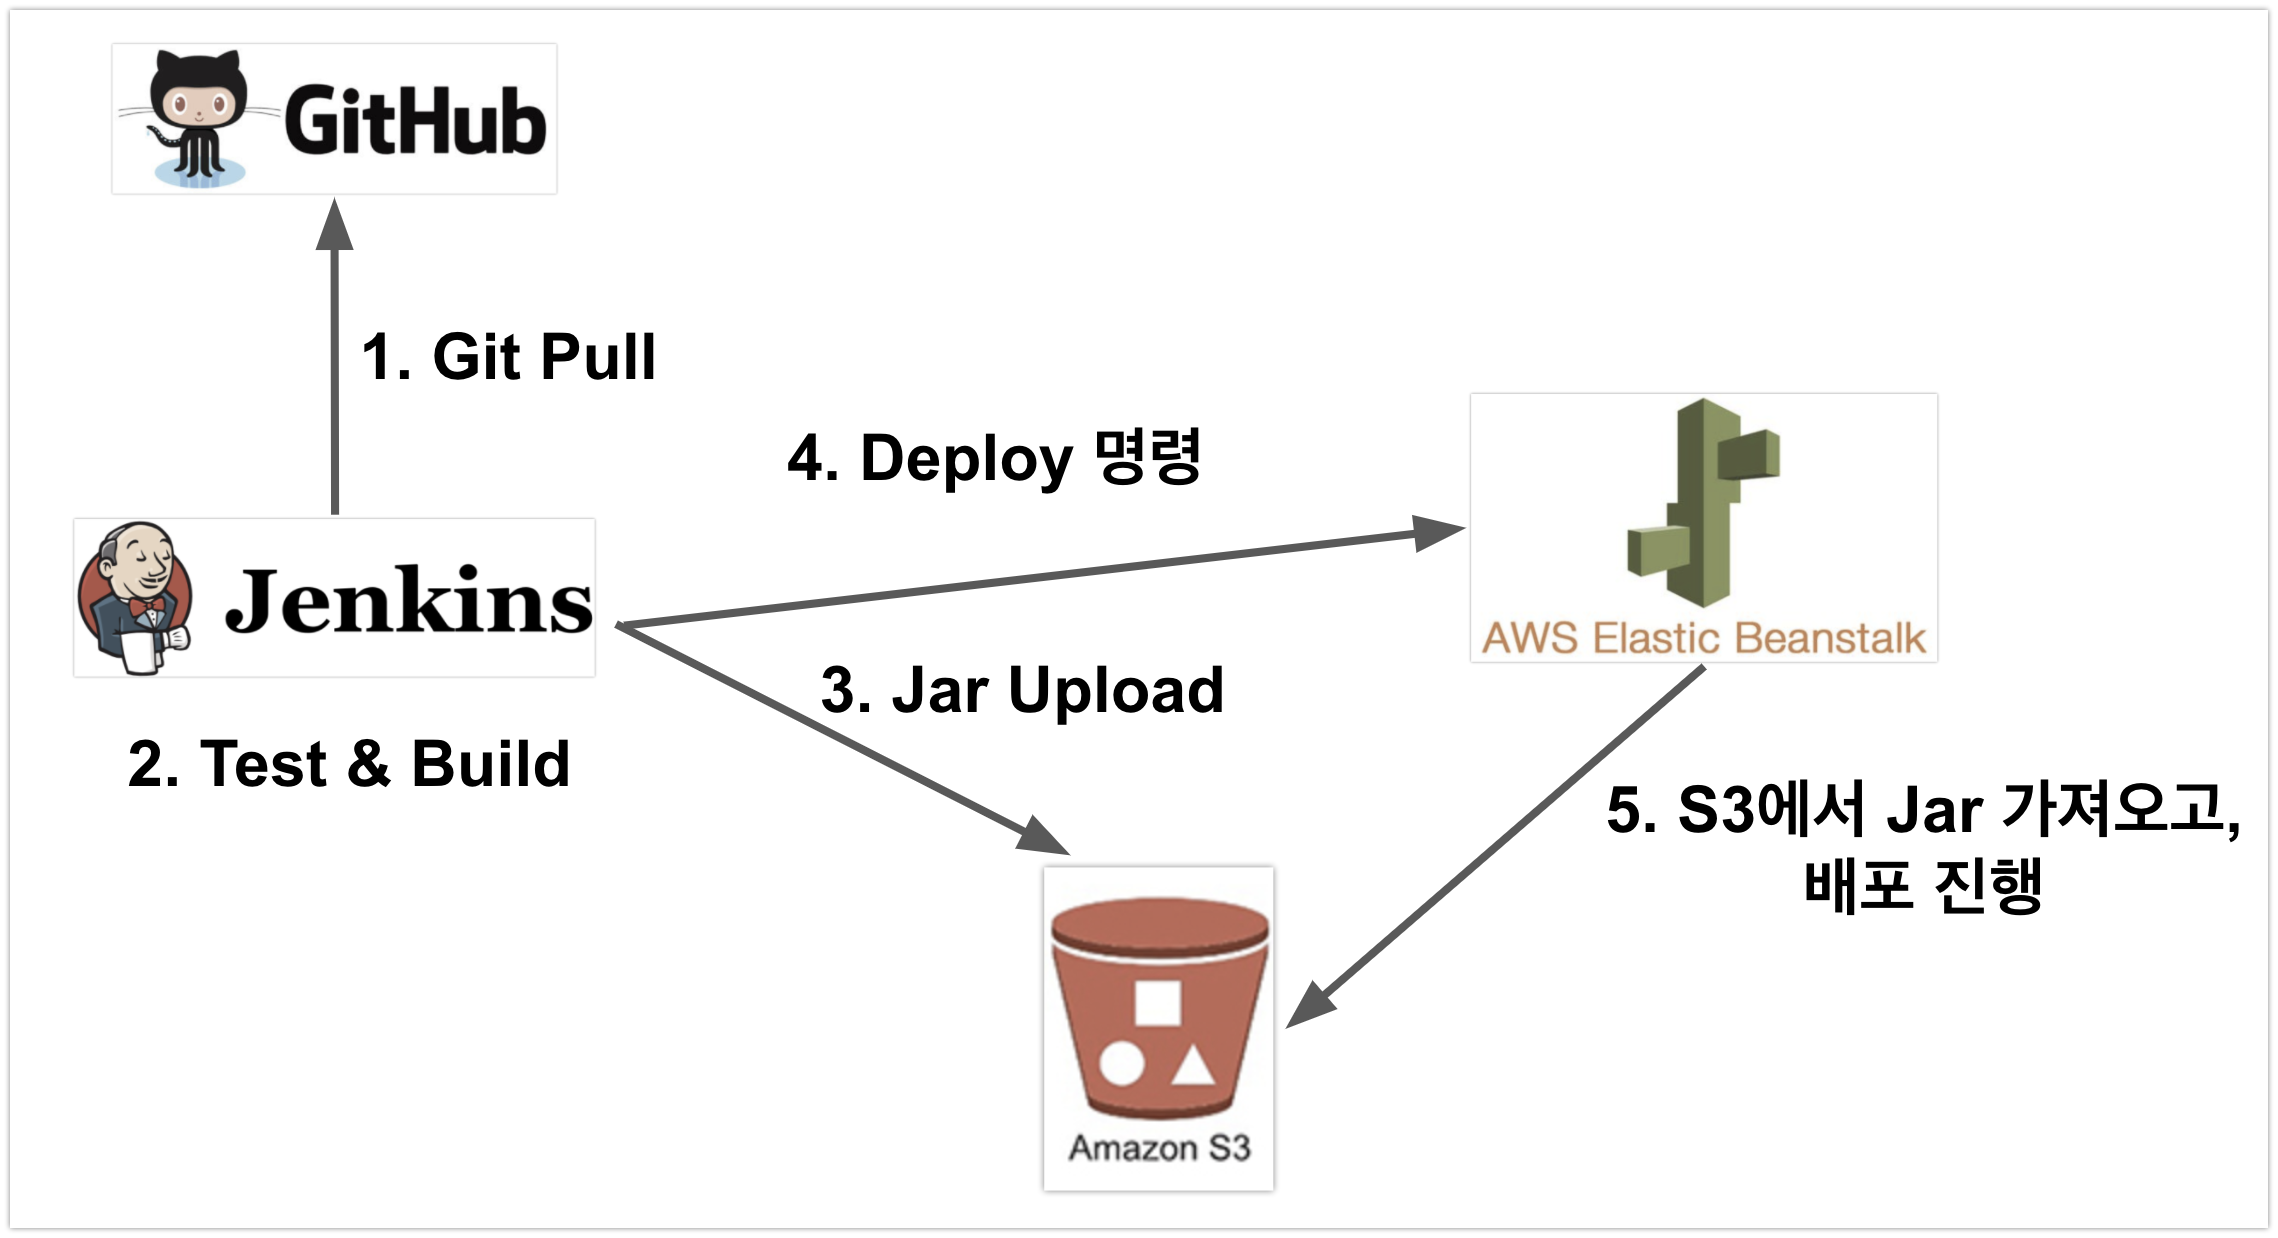 GitHub
1. Git Pull
4. Deploy 명령
Jenkins
AWS Elastic Beanstalk
3. Jar Upload
2. Test & Build
5. S3에서 Jar 가져오고,
배포 진행
Amazon S3